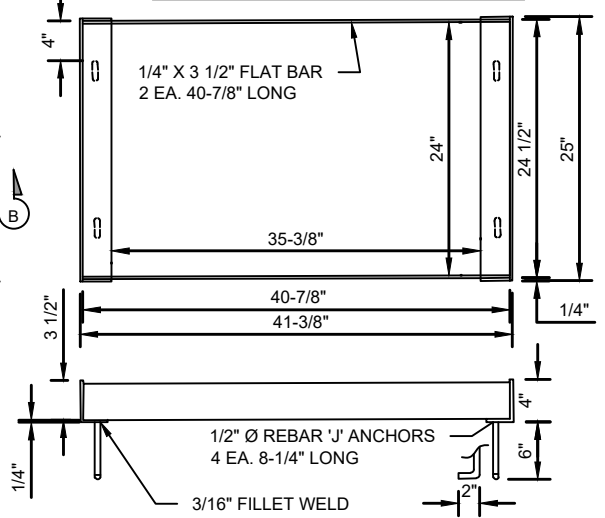 4"
1/4" X 3 1/2" FLAT BAR
2 EA. 40-7/8" LONG
24"
24 1/2"
25"
B
35-3/8"
40-7/8"
41-3/8"
1/4"
3 1/2"
1/2" Ø REBAR 'J' ANCHORS
4 EA. 8-1/4" LONG
4"
6"
1/4"
2"
3/16" FILLET WELD